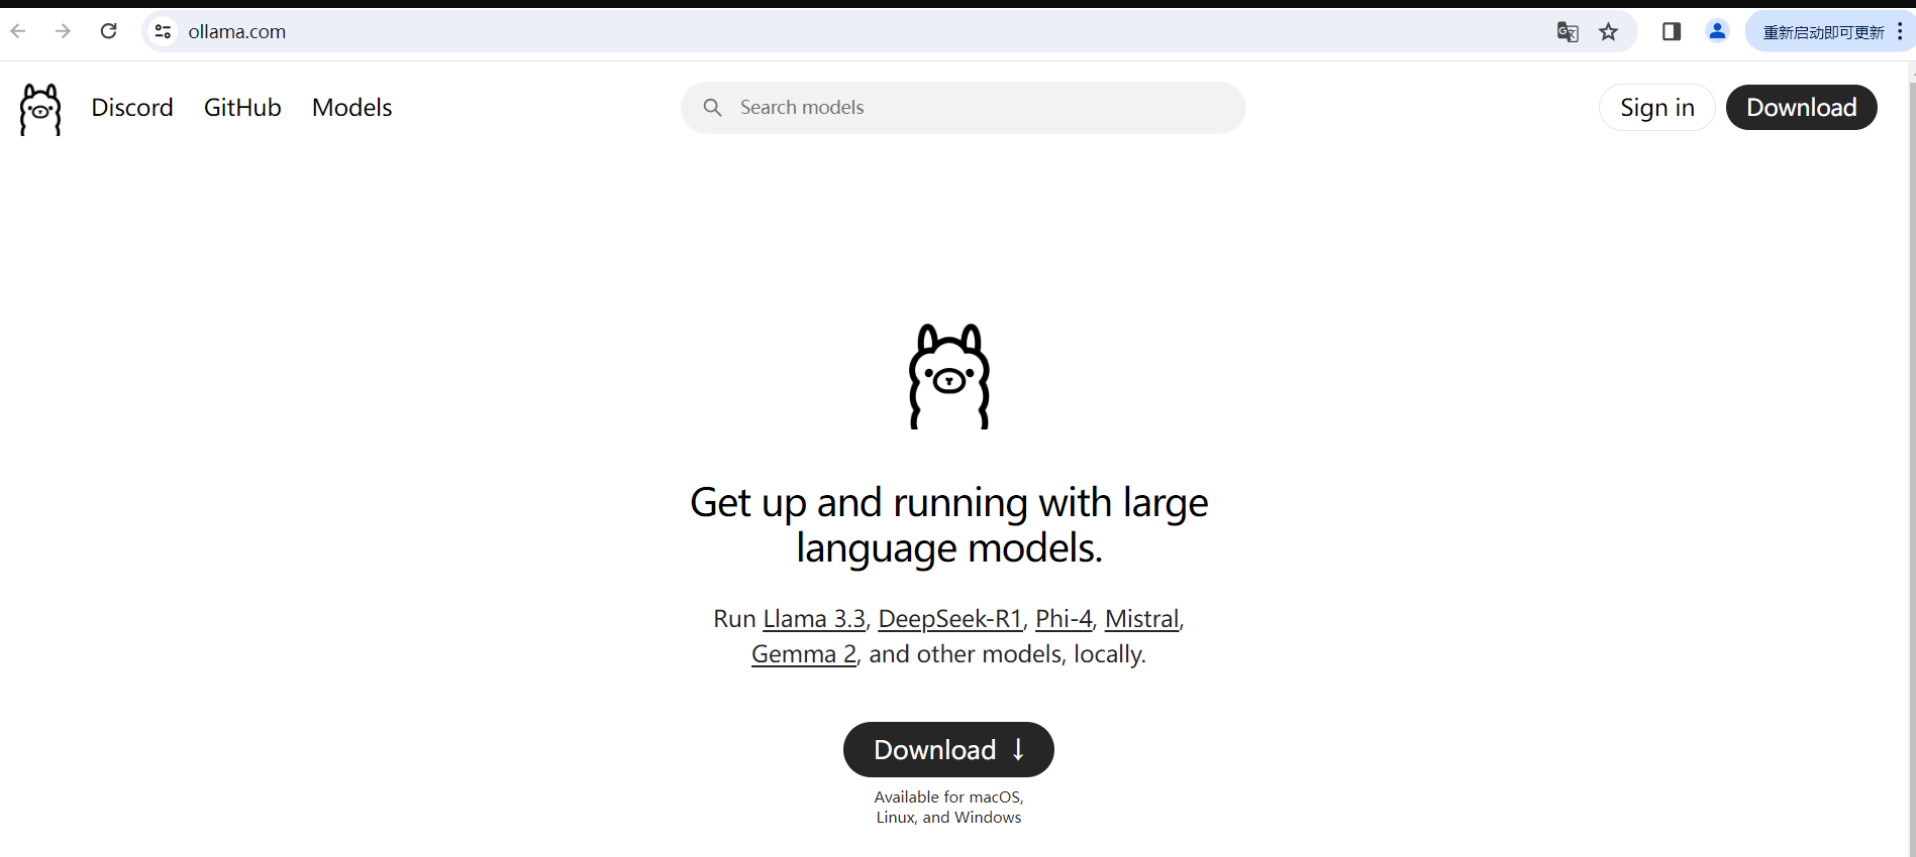 ollama.com
重新启动即可更新
Discord GitHub Models
Search models
Sign in
Download
Get up and running with large
language models.
Run Llama 3.3, DeepSeek-R1, Phi-4, Mistral,
Gemma 2, and other models, locally.
Download ↓
Available for macOS,
Linux, and Windows